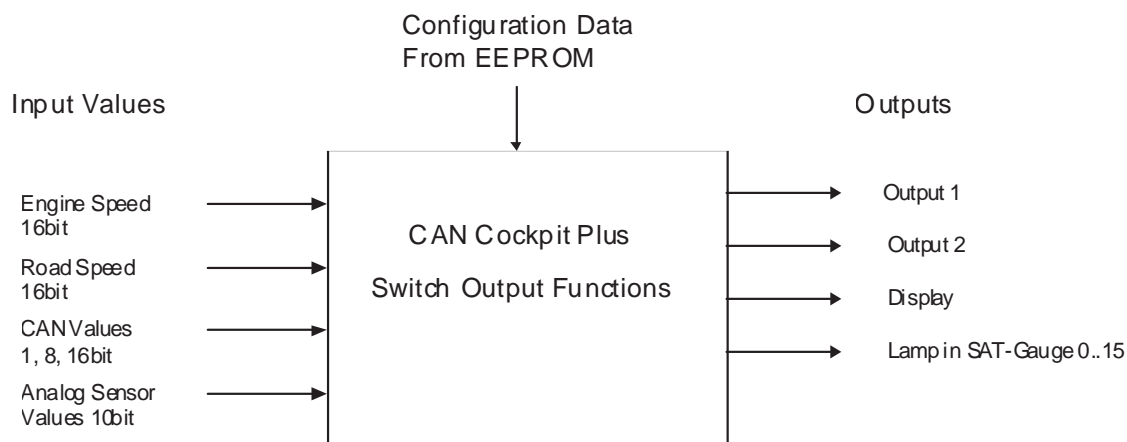 Configuration Data
From EEPROM
Input Values
Outputs
Engine Speed
16bit
Road Speed
16bit
CAN Values
1, 8, 16bit
Analog Sensor
Values 10bit
CAN Cockpit Plus
Switch Output Functions
Output 1
Output 2
Display
Lamp in SAT-Gauge 0..15